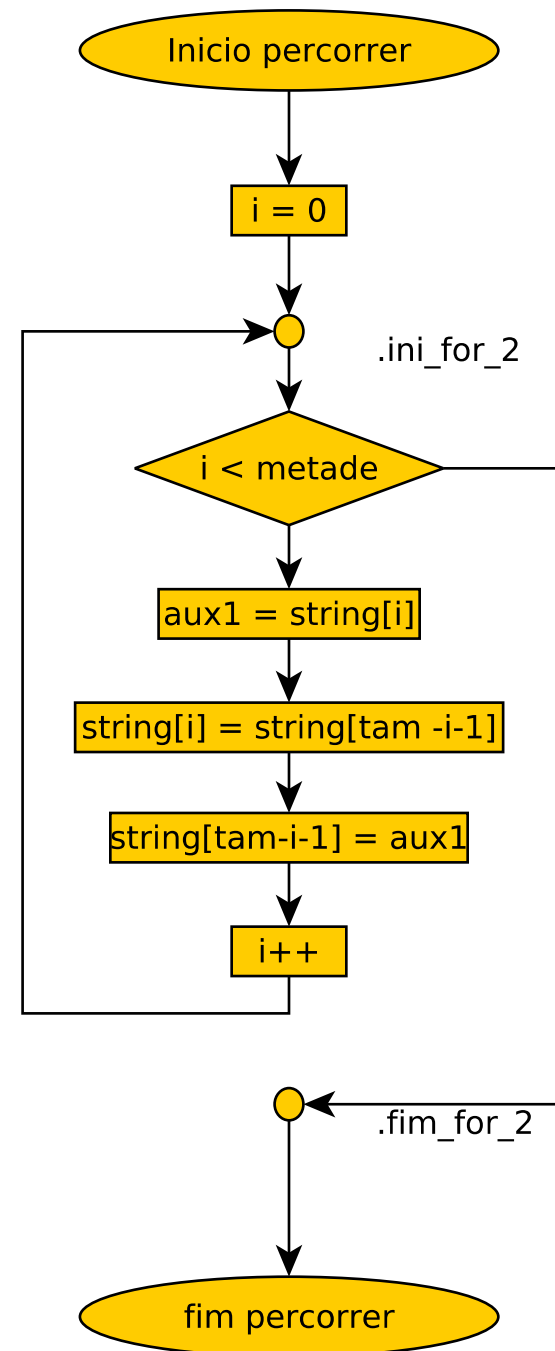 Inicio percorrer
i = 0
.ini_for_2
i < metade
aux1 = string[i]
string[i] = string[tam -i-1]
string[tam-i-1] = aux1
i++
.fim_for_2
fim percorrer